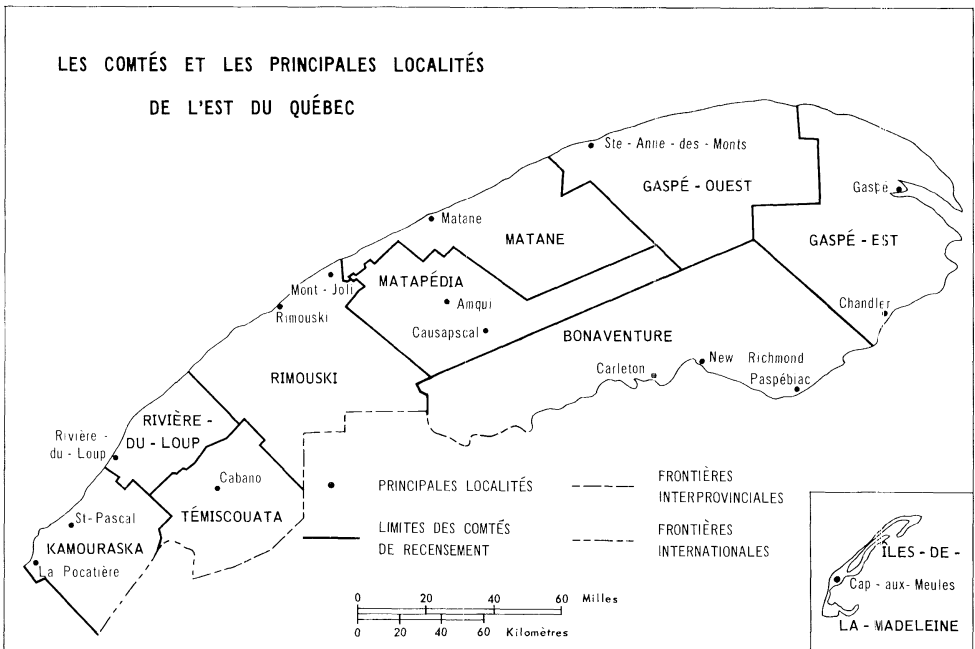 LES COMTÉS ET LES PRINCIPALES LOCALITÉS
DE L'EST DU QUÉBEC
Ste - Anne - des - Monts
GASPÉ - OUEST
Gaspé
Matane
MATANE
GASPÉ - EST
Mont - Joli
MATAPÉDIA
Amqui
Chandler
Rimouski
Causapscal
BONAVENTURE
New Richmond
Carleton
Paspébiac
RIMOUSKI
RIVIÈRE -
DU - LOUP
Rivière -
du - Loup
Cabano
TÉMISCOUATA
St-Pascal
KAMOURASKA
La Pocatière
PRINCIPALES LOCALITÉS
LIMITES DES COMTÉS
DE RECENSEMENT
FRONTIÈRES
INTERPROVINCIALES
FRONTIÈRES
INTERNATIONALES
0 20 40 60 Milles
0 20 40 60 Kilomètres
ÎLES - DE -
Cap - aux - Meules
LA - MADELEINE